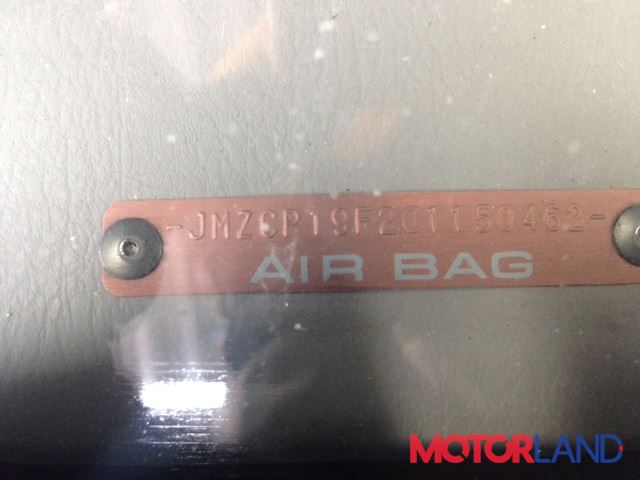 -JMZCP19F201150462-
AIR BAG
MOTORLAND